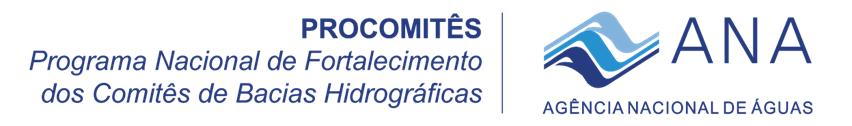 PROCOMITÊS
Programa Nacional de Fortalecimento
dos Comitês de Bacias Hidrográficas
ANA
AGÊNCIA NACIONAL DE ÁGUAS